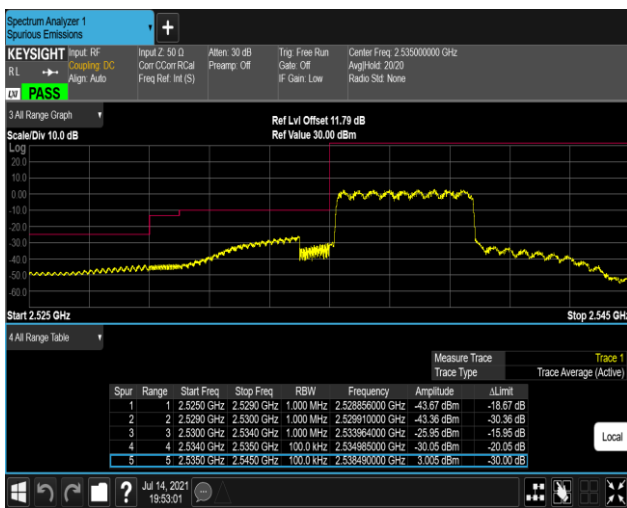 Spectrum Analyzer 1
Spurious Emissions
+
KEYSIGHT Input: RF Input Z: 50 Ω Atten: 30 dB Trig: Free Run Center Freq: 2.535000000 GHz
RL Coupling: DC Corr CCorr RCal Preamp: Off Gate: Off Avg|Hold: 20/20
Align: Auto Freq Ref: Int (S) IF Gain: Low Radio Std: None
LXI PASS
3 All Range Graph
Ref Lvl Offset 11.79 dB
Scale/Div 10.0 dB Ref Value 30.00 dBm
Log
20.0
10.0
0.00
-10.0
-20.0
-30.0
-40.0
-50.0
-60.0
Start 2.525 GHz Stop 2.545 GHz
4 All Range Table
Measure Trace Trace 1
Trace Type Trace Average (Active)
Spur Range Start Freq Stop Freq RBW Frequency Amplitude ΔLimit
1 1 2.5250 GHz 2.5290 GHz 1.000 MHz 2.528856000 GHz -43.67 dBm -18.67 dB
2 2 2.5290 GHz 2.5300 GHz 1.000 MHz 2.529910000 GHz -43.36 dBm -30.36 dB
3 3 2.5300 GHz 2.5340 GHz 1.000 MHz 2.533964000 GHz -25.95 dBm -15.95 dB
4 4 2.5340 GHz 2.5350 GHz 100.0 kHz 2.534985000 GHz -30.05 dBm -20.05 dB
5 5 2.5350 GHz 2.5450 GHz 100.0 kHz 2.538490000 GHz 3.005 dBm -30.00 dB
Local
? Jul 14, 2021
19:53:01